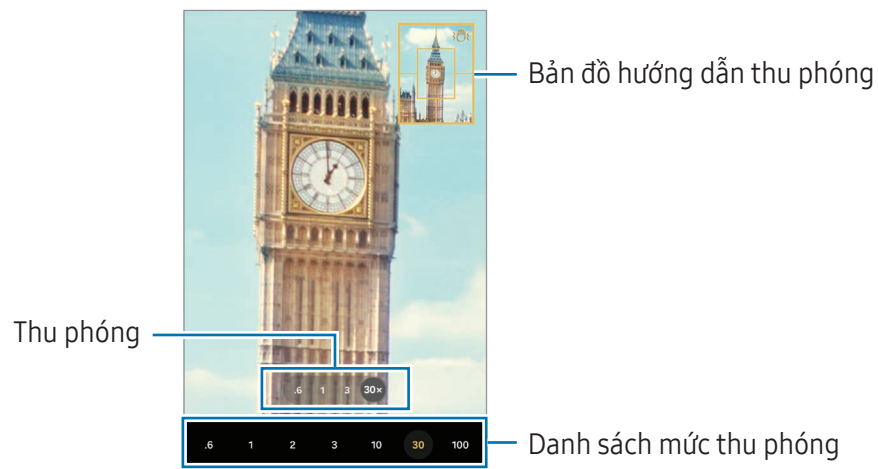 Bản đồ hướng dẫn thu phóng
Thu phóng
.6 1 3 30×
.6 1 2 3 10 30 100
Danh sách mức thu phóng